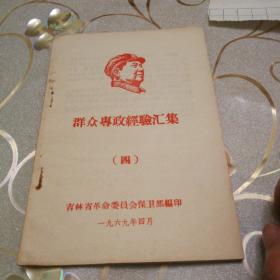 群众專政經驗汇集
（四）
吉林省革命委員会保卫部編印
一九六九年四月